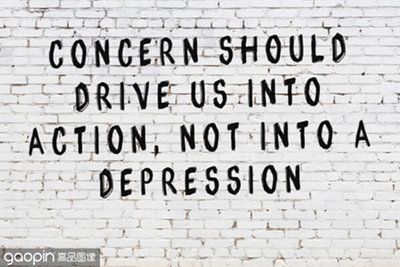 CONCERN SHOULD
DRIVE US INTO
ACTION, NOT INTO A
DEPRESSION
gaopin 高品图像